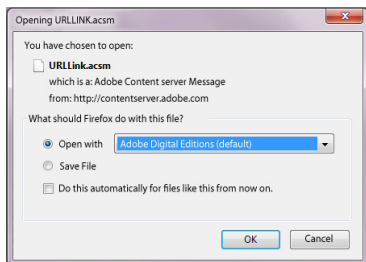 Opening URLLINK.acsm
You have chosen to open:
URLLink.acsm
which is a: Adobe Content server Message
from: http://contentserver.adobe.com
What should Firefox do with this file?
Open with Adobe Digital Editions (default)
Save File
Do this automatically for files like this from now on.
OK Cancel